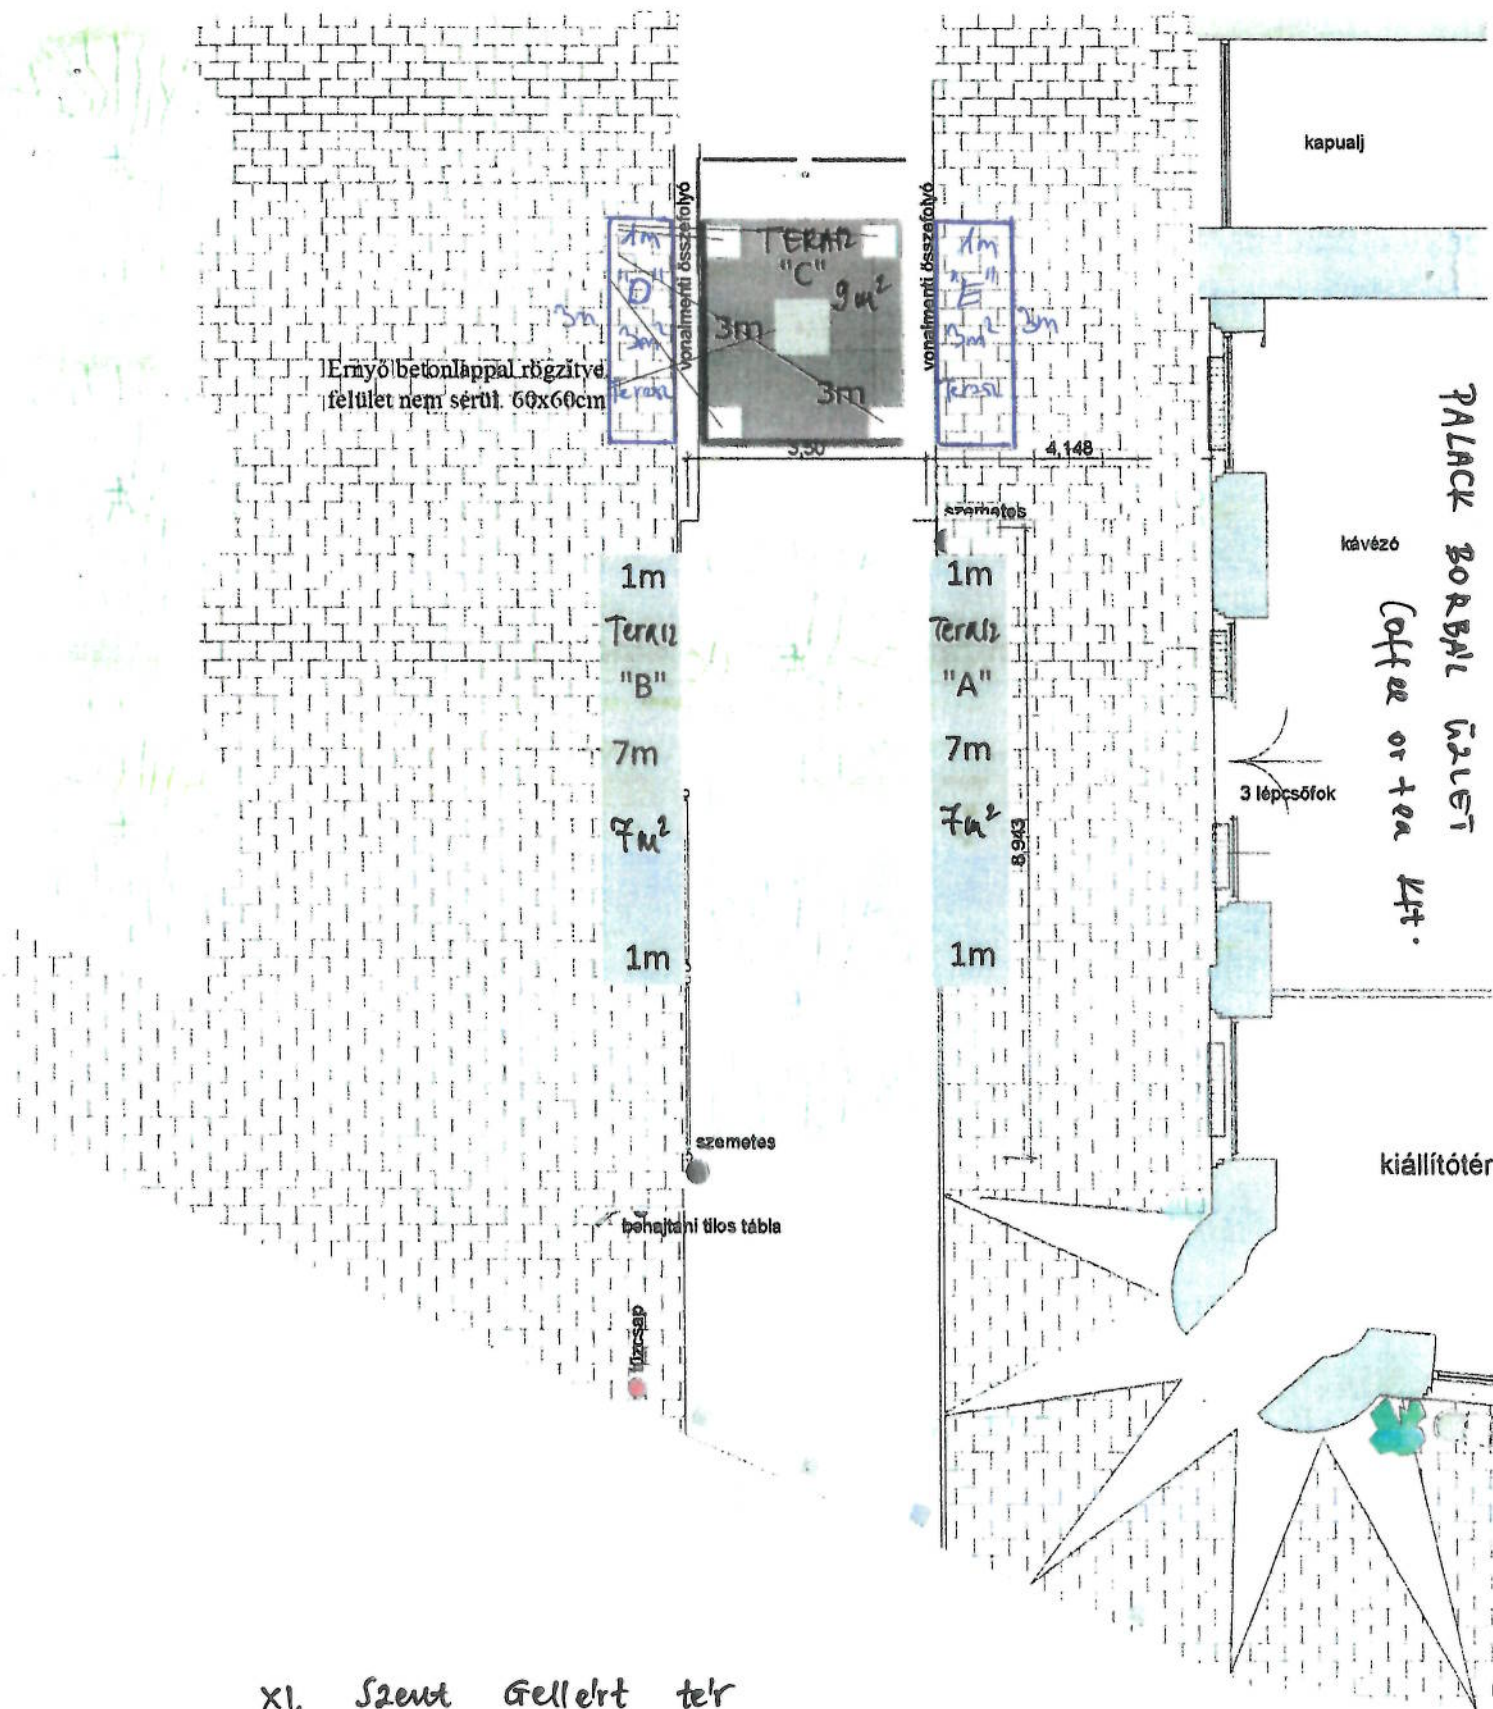 kapualj
vonalmenti összefolyó
vonalmenti összefolyó
1m
"D"
3m
3m²
Terasz
TERASZ
"C"
9m²
3m
3m
1m
"E"
3m
3m²
Terasz
Ernyő betonlappal rögzítve,
felület nem sérül. 60x60cm
3,50
4,148
szemetes
1m
Terasz
"B"
7m
7m²
1m
1m
Terasz
"A"
7m
7m²
1m
8,943
kávézó
PALACK BORBÁR ÜZLET
Coffee or tea Kft.
3 lépcsőfok
kiállítótér
szemetes
behajtani tilos tábla
tűzcsap
XI. Szent Gellért tér